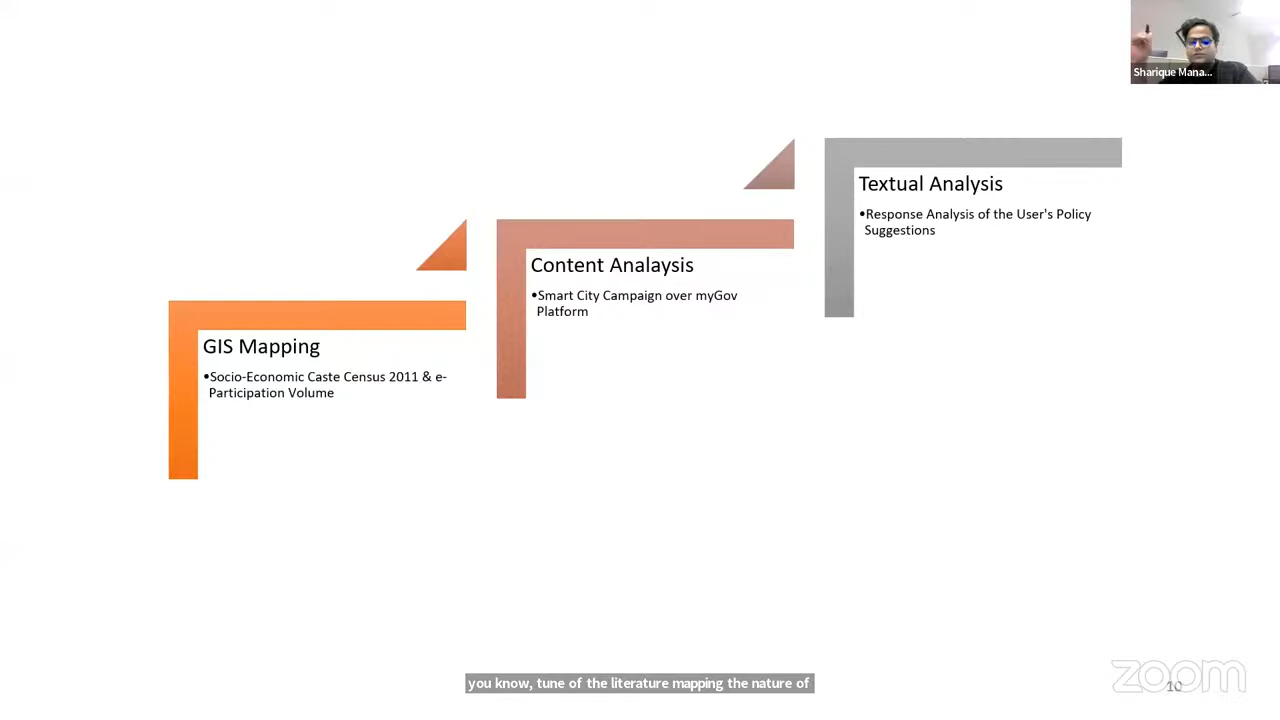 Sharique Mana...
Textual Analysis
•Response Analysis of the User's Policy
Suggestions
Content Analaysis
•Smart City Campaign over myGov
Platform
GIS Mapping
•Socio-Economic Caste Census 2011 & e-
Participation Volume
you know, tune of the literature mapping the nature of
zoom
10